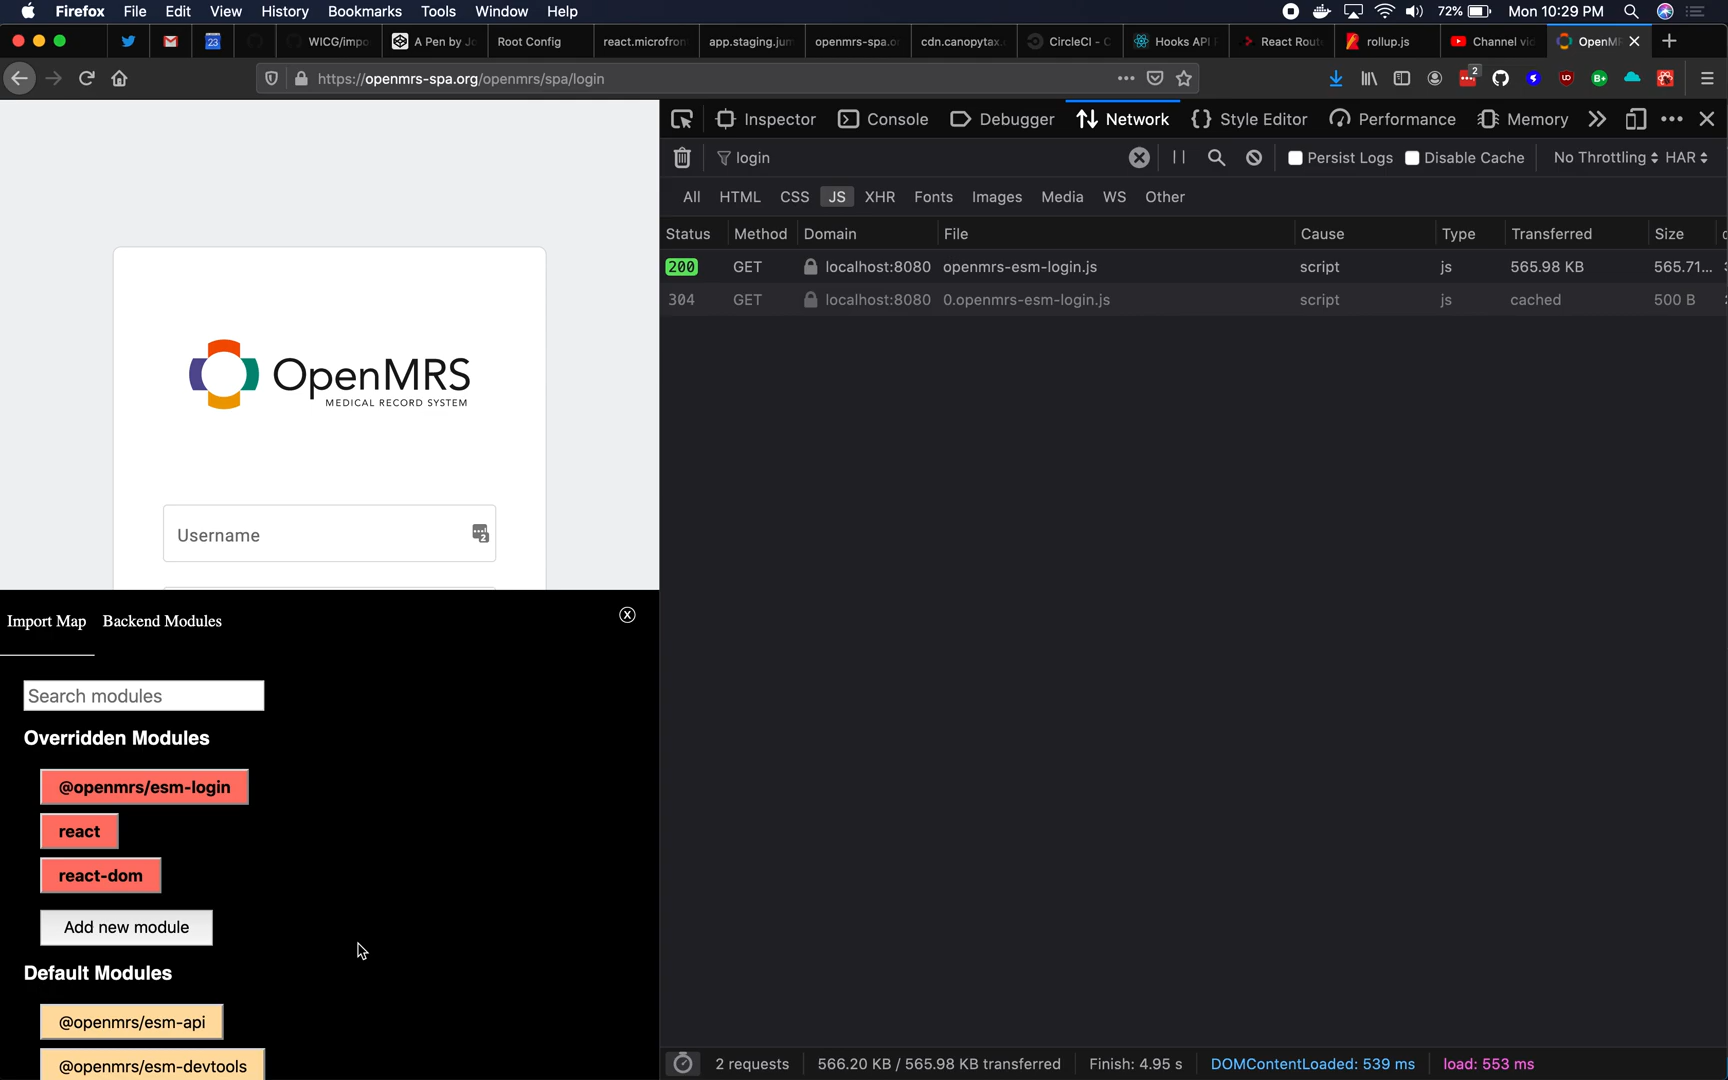 Firefox File Edit View History Bookmarks Tools Window Help 72% Mon 10:29 PM
23 WICG/impo A Pen by Jo Root Config react.microfron app.staging.jum openmrs-spa.o cdn.canopytax. CircleCI - C Hooks API F React Route rollup.js Channel vid OpenMR
https://openmrs-spa.org/openmrs/spa/login 2 UD B+
Inspector Console Debugger Network Style Editor Performance Memory
login Persist Logs Disable Cache No Throttling HAR
All HTML CSS JS XHR Fonts Images Media WS Other
Status Method Domain File Cause Type Transferred Size
200 GET localhost:8080 openmrs-esm-login.js script js 565.98 KB 565.71...
304 GET localhost:8080 0.openmrs-esm-login.js script js cached 500 B
OpenMRS
MEDICAL RECORD SYSTEM
Username 2
Import Map Backend Modules
Search modules
Overridden Modules
@openmrs/esm-login
react
react-dom
Add new module
Default Modules
@openmrs/esm-api
@openmrs/esm-devtools
2 requests 566.20 KB / 565.98 KB transferred Finish: 4.95 s DOMContentLoaded: 539 ms load: 553 ms